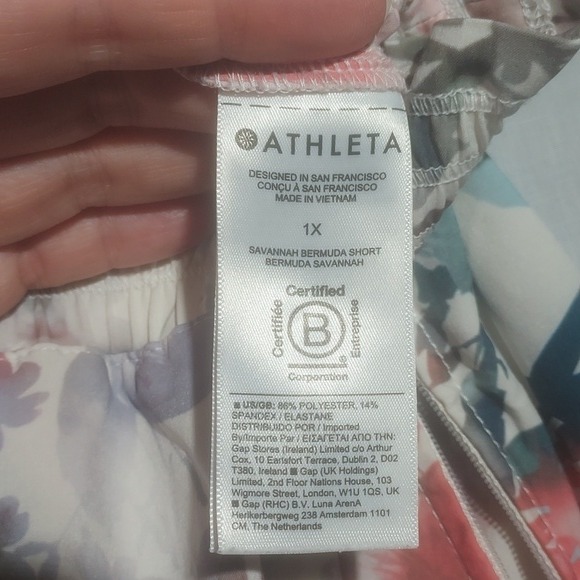 ATHLETA
DESIGNED IN SAN FRANCISCO
CONÇU À SAN FRANCISCO
MADE IN VIETNAM
1X
SAVANNAH BERMUDA SHORT
BERMUDA SAVANNAH
Certified
Certifiée
B
Entreprise
Corporation
US/GB: 86% POLYESTER, 14%
SPANDEX / ELASTANE
DISTRIBUTED POR / Imported
By/Importe Par / ΕΙΣΑΓΕΤΑΙ ΑΠΟ ΤΗΝ:
Gap Stores (Ireland) Limited c/o Arthur
Cox, 10 Earlsfort Terrace, Dublin 2, D02
T380, Ireland ■ Gap (UK Holdings)
Limited, 2nd Floor Nations House, 103
Wigmore Street, London, W1U 1QS, UK
■ Gap (RHC) B.V. Luna ArenA
Herikerbergweg 238 Amsterdam 1101
CM, The Netherlands